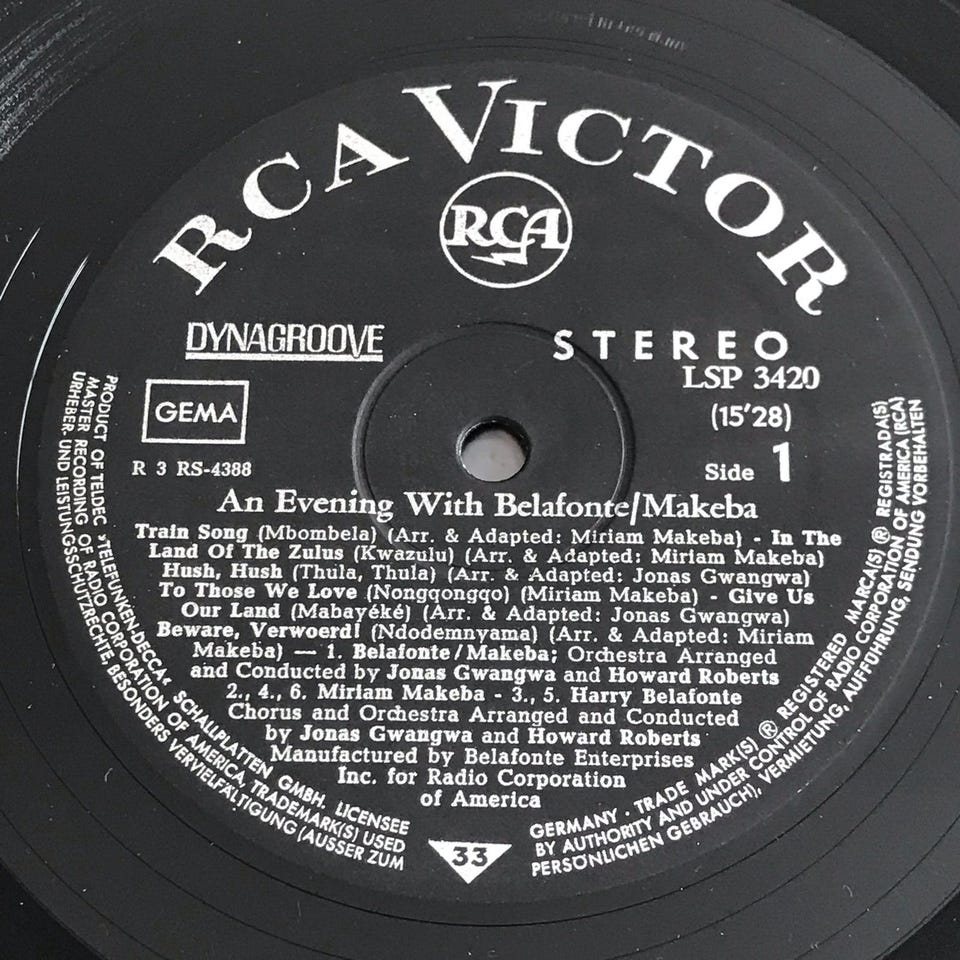 RCA VICTOR
RCA
DYNAGROOVE
STEREO
LSP 3420
GEMA
(15'28)
R 3 RS-4388
Side 1
An Evening With Belafonte/Makeba
Train Song (Mbombela) (Arr. & Adapted: Miriam Makeba) - In The
Land Of The Zulus (Kwazulu) (Arr. & Adapted: Miriam Makeba)
Hush, Hush (Thula, Thula) (Arr. & Adapted: Jonas Gwangwa)
To Those We Love (Nongqongqo) (Miriam Makeba) - Give Us
Our Land (Mabayéké) (Arr. & Adapted: Jonas Gwangwa)
Beware, Verwoerd! (Ndodemnyama) (Arr. & Adapted: Miriam
Makeba) — 1. Belafonte/Makeba; Orchestra Arranged
and Conducted by Jonas Gwangwa and Howard Roberts
2., 4., 6. Miriam Makeba - 3., 5. Harry Belafonte
Chorus and Orchestra Arranged and Conducted
by Jonas Gwangwa and Howard Roberts
Manufactured by Belafonte Enterprises
Inc. for Radio Corporation
of America
33
PRODUCT OF TELDEC »TELEFUNKEN-DECCA« SCHALLPLATTEN GMBH. LICENSEE
MASTER RECORDING OF RADIO CORPORATION OF AMERICA, TRADEMARK(S) USED
URHEBER- UND LEISTUNGSSCHUTZRECHTE, BESONDERS VERVIELFÄLTIGUNG (AUSSER ZUM
GERMANY · TRADE MARK(S) ® REGISTERED MARCA(S) ® REGISTRADA(S)
BY AUTHORITY AND UNDER CONTROL OF RADIO CORPORATION OF AMERICA (RCA)
PERSÖNLICHEN GEBRAUCH), VERMIETUNG, AUFFÜHRUNG, SENDUNG VORBEHALTEN